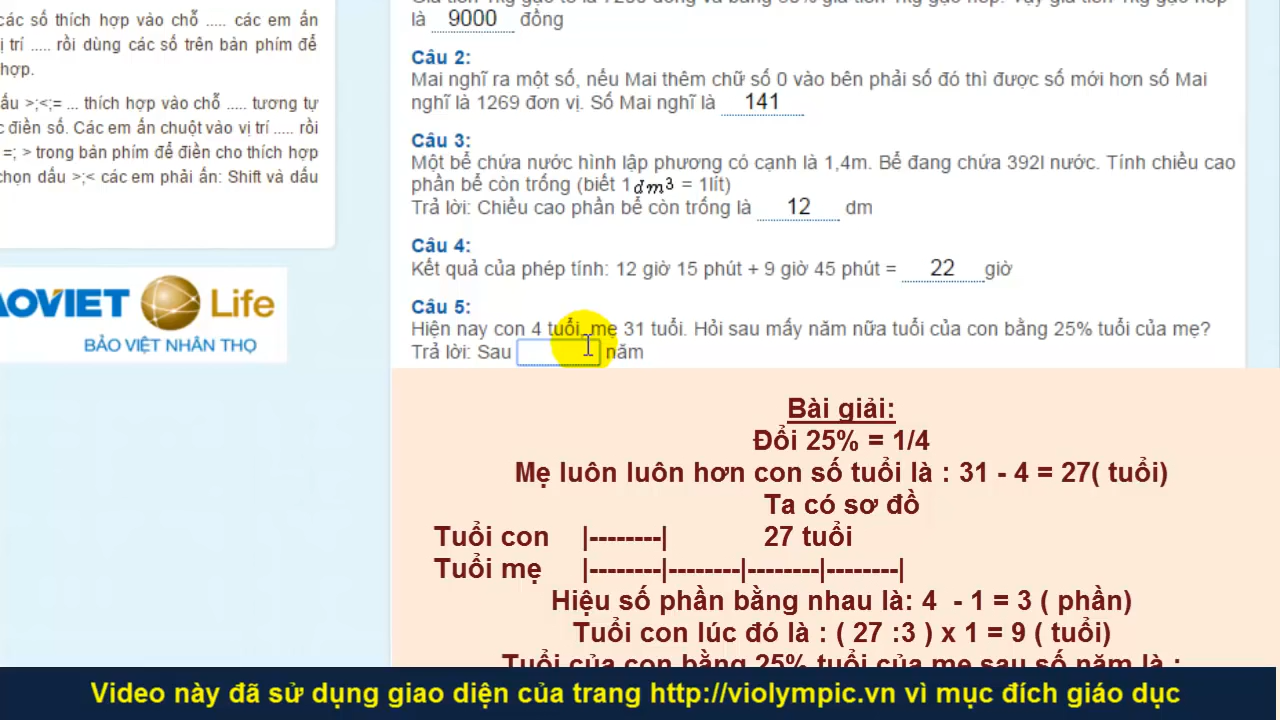 các số thích hợp vào chỗ ..... các em ấn
ị trí ..... rồi dùng các số trên bàn phím để
hợp.
dấu >;<;= ... thích hợp vào chỗ ..... tương tự
c điền số. Các em ấn chuột vào vị trí ..... rồi
=; > trong bàn phím để điền cho thích hợp
chọn dấu >;< các em phải ấn: Shift và dấu
AOVIET Life
BẢO VIỆT NHÂN THỌ
là 9000 đồng
Câu 2:
Mai nghĩ ra một số, nếu Mai thêm chữ số 0 vào bên phải số đó thì được số mới hơn số Mai
nghĩ là 1269 đơn vị. Số Mai nghĩ là 141
Câu 3:
Một bể chứa nước hình lập phương có cạnh là 1,4m. Bể đang chứa 392l nước. Tính chiều cao
phần bể còn trống (biết 1dm³ = 1lít)
Trả lời: Chiều cao phần bể còn trống là 12 dm
Câu 4:
Kết quả của phép tính: 12 giờ 15 phút + 9 giờ 45 phút = 22 giờ
Câu 5:
Hiện nay con 4 tuổi, mẹ 31 tuổi. Hỏi sau mấy năm nữa tuổi của con bằng 25% tuổi của mẹ?
Trả lời: Sau năm
Bài giải:
Đổi 25% = 1/4
Mẹ luôn luôn hơn con số tuổi là : 31 - 4 = 27( tuổi)
Ta có sơ đồ
Tuổi con |--------| 27 tuổi
Tuổi mẹ |--------|--------|--------|--------|
Hiệu số phần bằng nhau là: 4 - 1 = 3 ( phần)
Tuổi con lúc đó là : ( 27 :3 ) x 1 = 9 ( tuổi)
Tuổi của con bằng 25% tuổi của mẹ sau số năm là :
Video này đã sử dụng giao diện của trang http://violympic.vn vì mục đích giáo dục